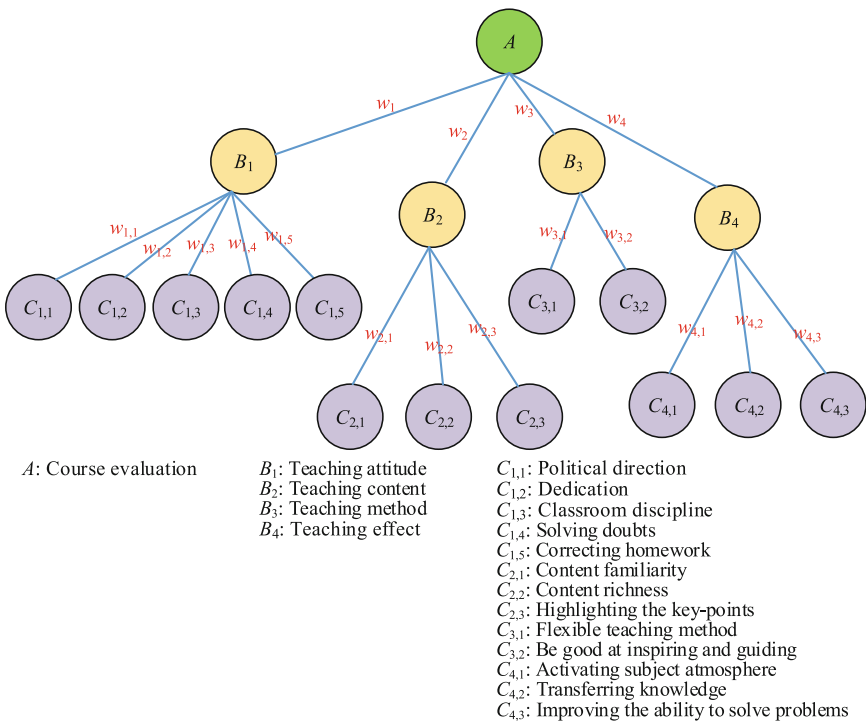 A
w1
w2
w3
w4
B1
B3
B2
B4
w1,1
w1,2
w1,3
w1,4
w1,5
w3,1
w3,2
C1,1
C1,2
C1,3
C1,4
C1,5
C3,1
C3,2
w2,1
w2,2
w2,3
w4,1
w4,2
w4,3
C2,1
C2,2
C2,3
C4,1
C4,2
C4,3
A: Course evaluation
B1: Teaching attitude
B2: Teaching content
B3: Teaching method
B4: Teaching effect
C1,1: Political direction
C1,2: Dedication
C1,3: Classroom discipline
C1,4: Solving doubts
C1,5: Correcting homework
C2,1: Content familiarity
C2,2: Content richness
C2,3: Highlighting the key-points
C3,1: Flexible teaching method
C3,2: Be good at inspiring and guiding
C4,1: Activating subject atmosphere
C4,2: Transferring knowledge
C4,3: Improving the ability to solve problems